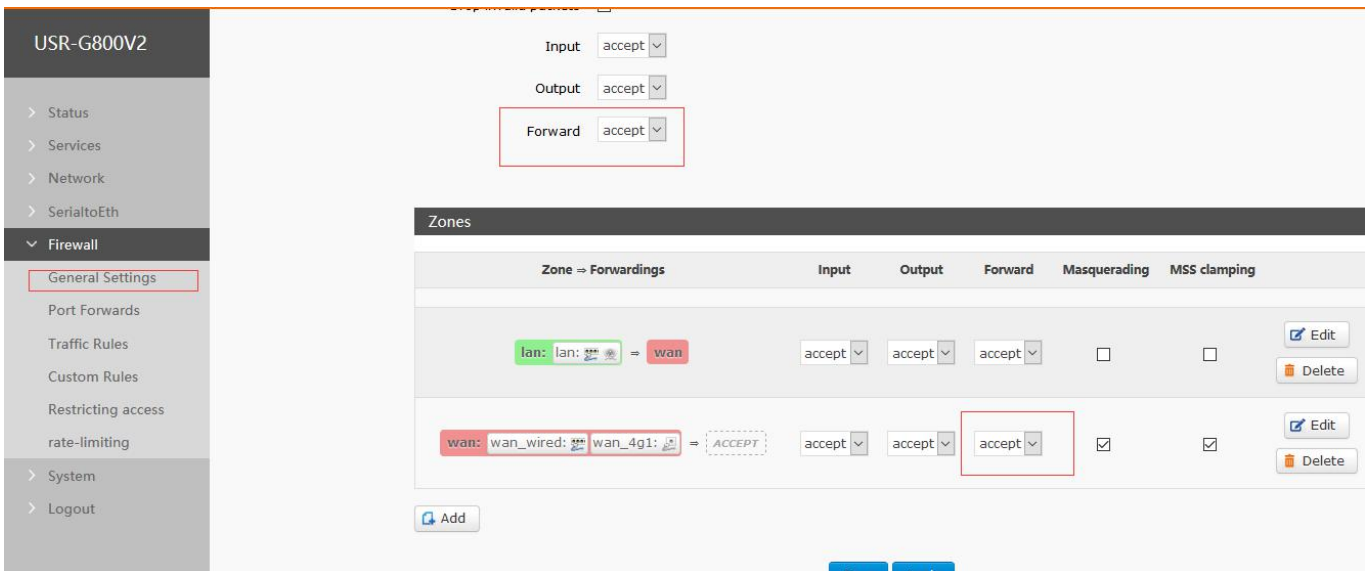 USR-G800V2
Status
Services
Network
SerialtoEth
Firewall
General Settings
Port Forwards
Traffic Rules
Custom Rules
Restricting access
rate-limiting
System
Logout
Input accept
Output accept
Forward accept
Zones
Zone ⇒ Forwardings Input Output Forward Masquerading MSS clamping
lan: lan: ⇒ wan accept accept accept Edit
Delete
wan: wan_wired: wan_4g1: ⇒ ACCEPT accept accept accept Edit
Delete
Add